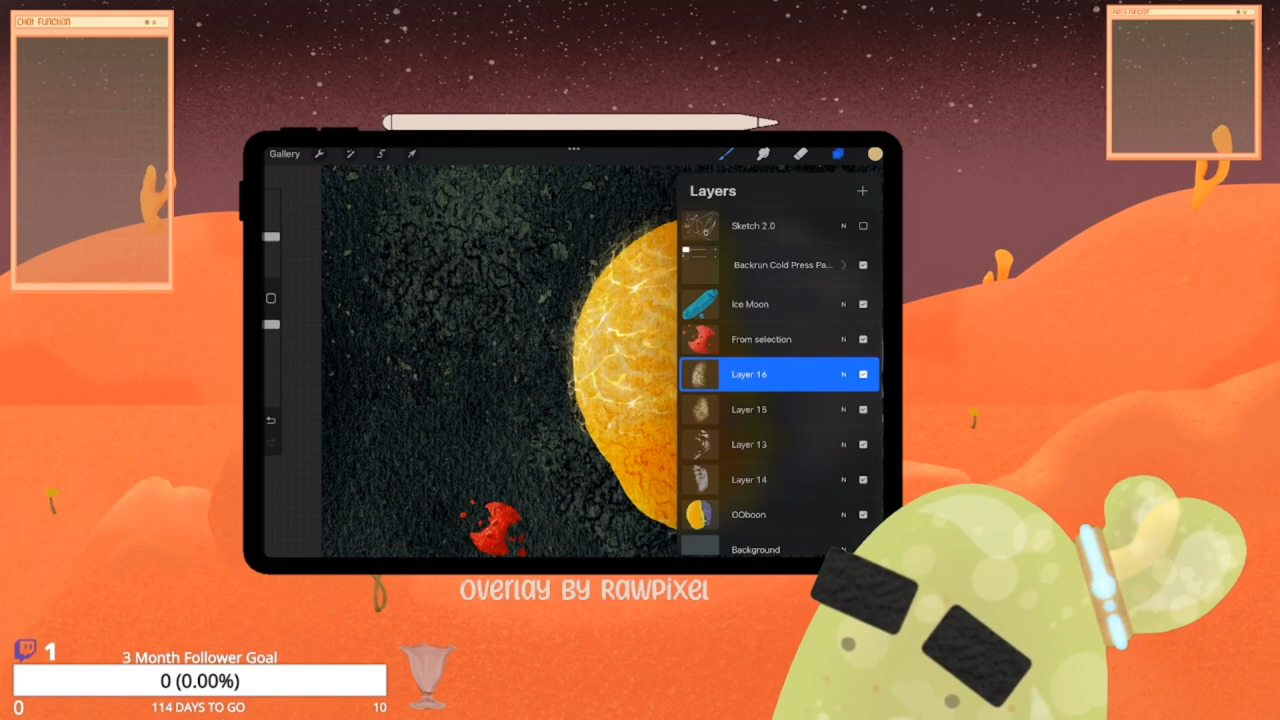 Chat Function
Gallery
Layers
Sketch 2.0
N
Backrun Cold Press Pa...
Ice Moon
N
From selection
N
Layer 16
N
Layer 15
N
Layer 13
N
Layer 14
N
OOboon
N
Background
N
Overlay by Rawpixel
1
3 Month Follower Goal
0 (0.00%)
0
114 DAYS TO GO
10